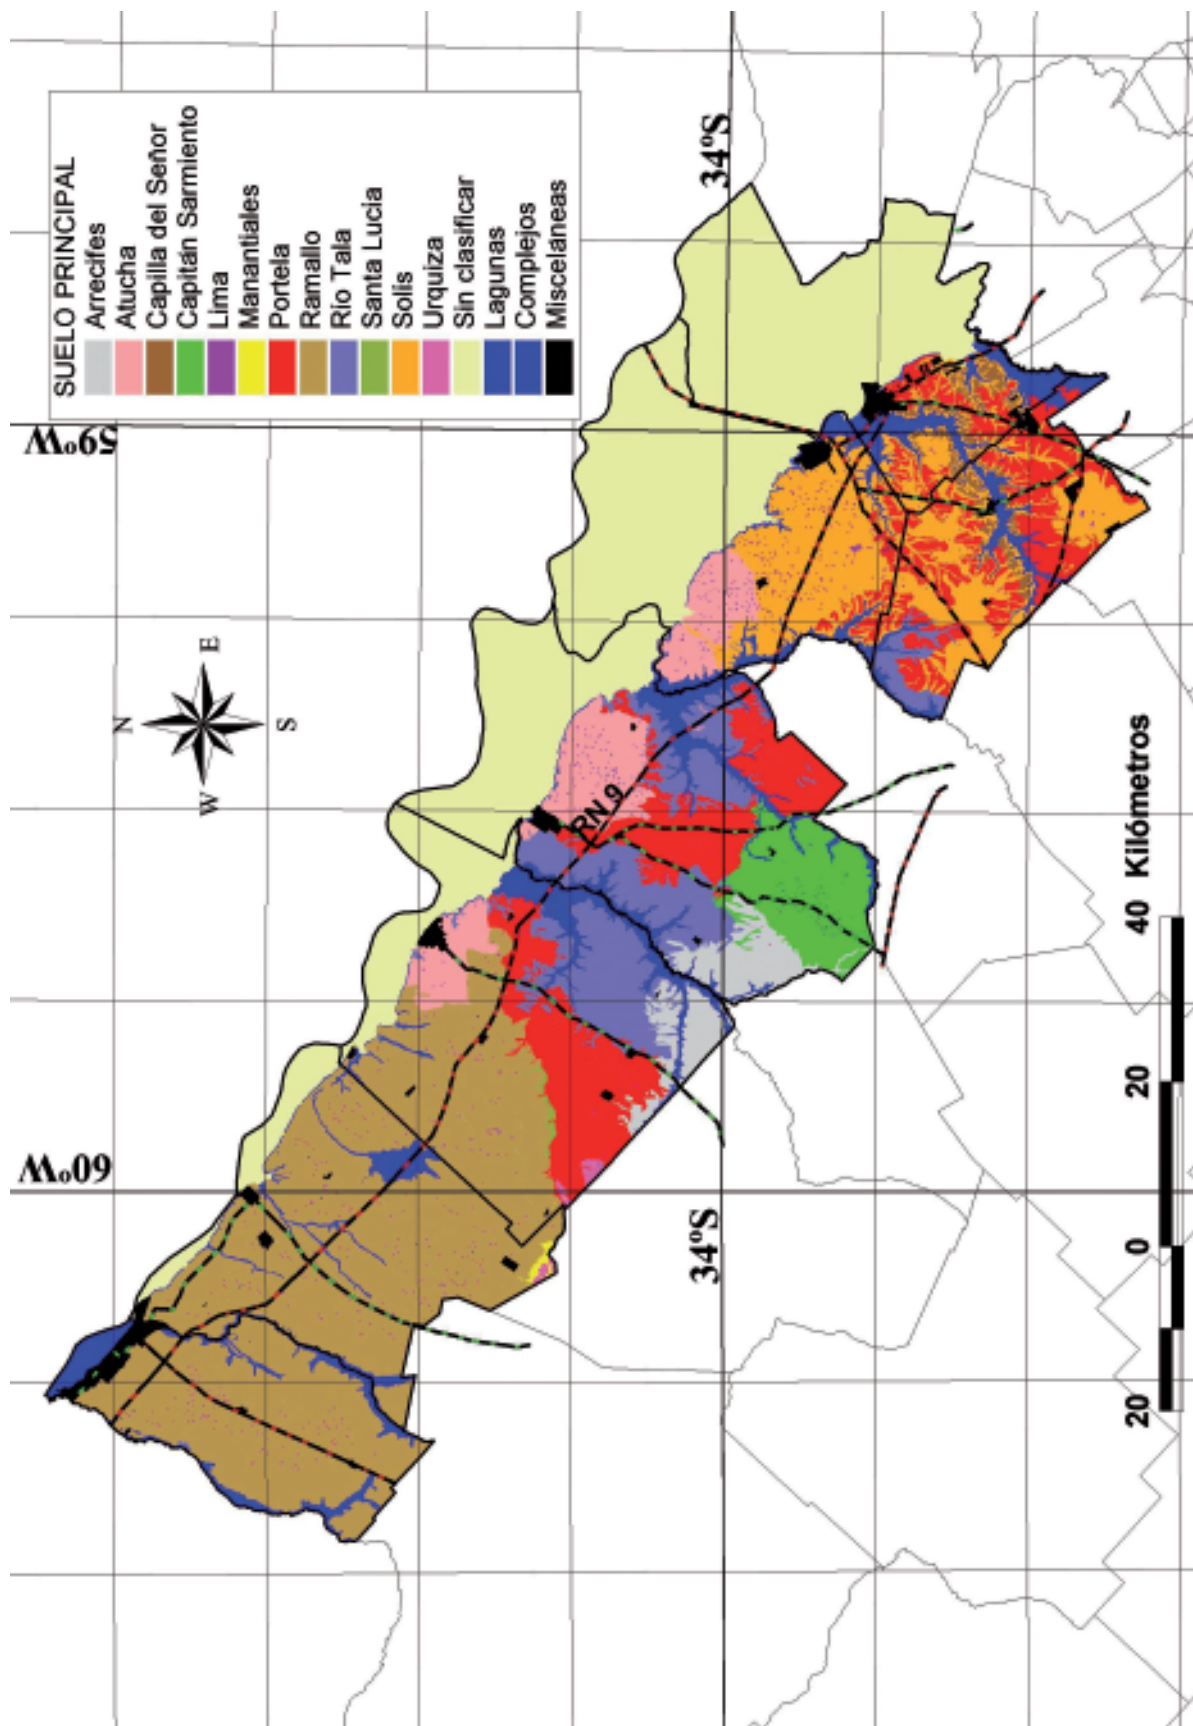 SUELO PRINCIPAL
Arrecifes
Atucha
Capilla del Señor
Capitán Sarmiento
Lima
Manantiales
Portela
Ramallo
Río Tala
Santa Lucia
Solís
Urquiza
Sin clasificar
Lagunas
Complejos
Misceláneas
60ºW
59ºW
N
W
E
S
34ºS
34ºS
RN 9
20
0
20
40 Kilómetros